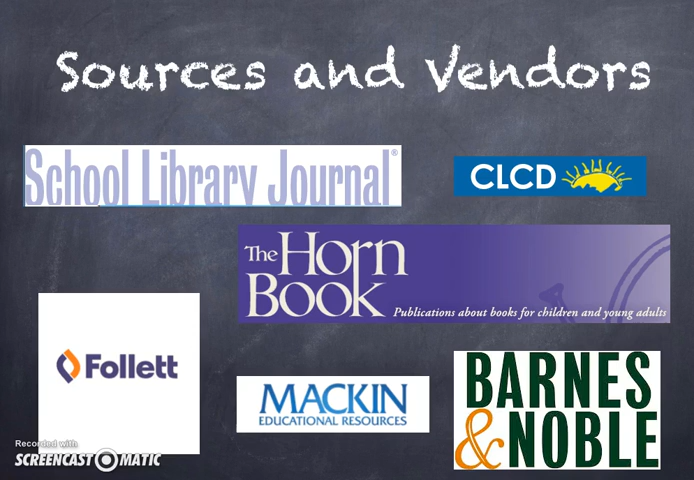 Sources and Vendors
School Library Journal®
CLCD
The Horn
Book
Publications about books for children and young adults
Follett
MACKIN
EDUCATIONAL RESOURCES
BARNES
&NOBLE
Recorded with
SCREENCAST-O-MATIC